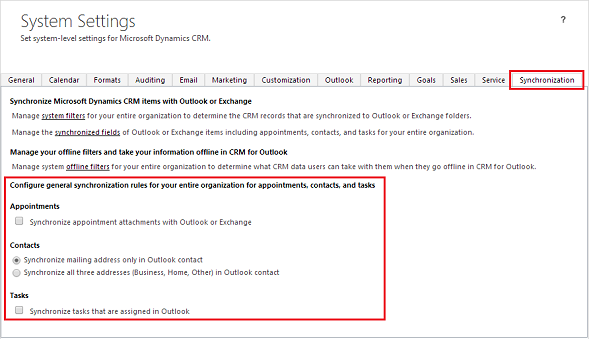 System Settings
?
Set system-level settings for Microsoft Dynamics CRM.
General Calendar Formats Auditing Email Marketing Customization Outlook Reporting Goals Sales Service Synchronization
Synchronize Microsoft Dynamics CRM items with Outlook or Exchange
Manage system filters for your entire organization to determine the CRM records that are synchronized to Outlook or Exchange folders.
Manage the synchronized fields of Outlook or Exchange items including appointments, contacts, and tasks for your entire organization.
Manage your offline filters and take your information offline in CRM for Outlook
Manage system offline filters for your entire organization to determine what CRM data users can take with them when they go offline in CRM for Outlook.
Configure general synchronization rules for your entire organization for appointments, contacts, and tasks
Appointments
Synchronize appointment attachments with Outlook or Exchange
Contacts
Synchronize mailing address only in Outlook contact
Synchronize all three addresses (Business, Home, Other) in Outlook contact
Tasks
Synchronize tasks that are assigned in Outlook